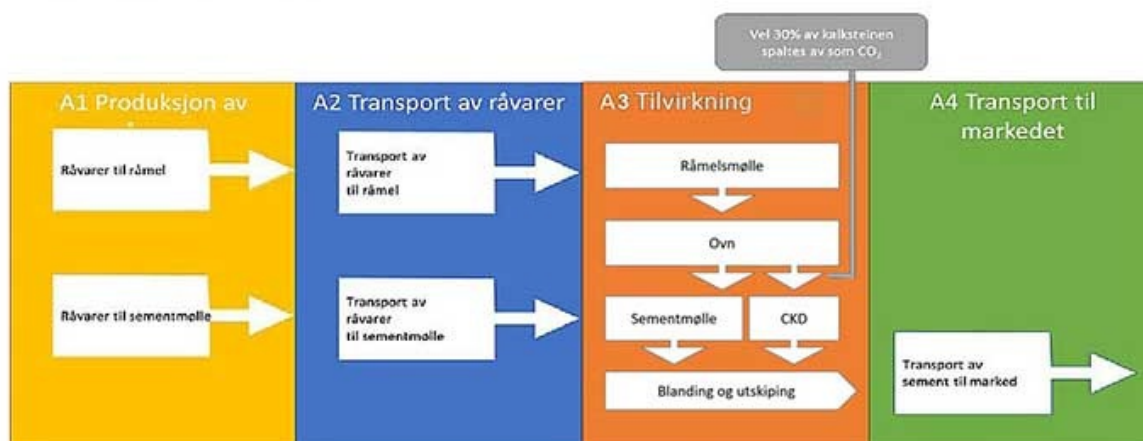 Vel 30% av kalksteinen
spaltes av som CO₂
A1 Produksjon av
Råvarer til råmel
Råvarer til sementmølle
A2 Transport av råvarer
Transport av
råvarer
til råmel
Transport av
råvarer
til sementmølle
A3 Tilvirkning
Råmelsmølle
Ovn
Sementmølle
CKD
Blanding og utskiping
A4 Transport til
markedet
Transport av
sement til marked